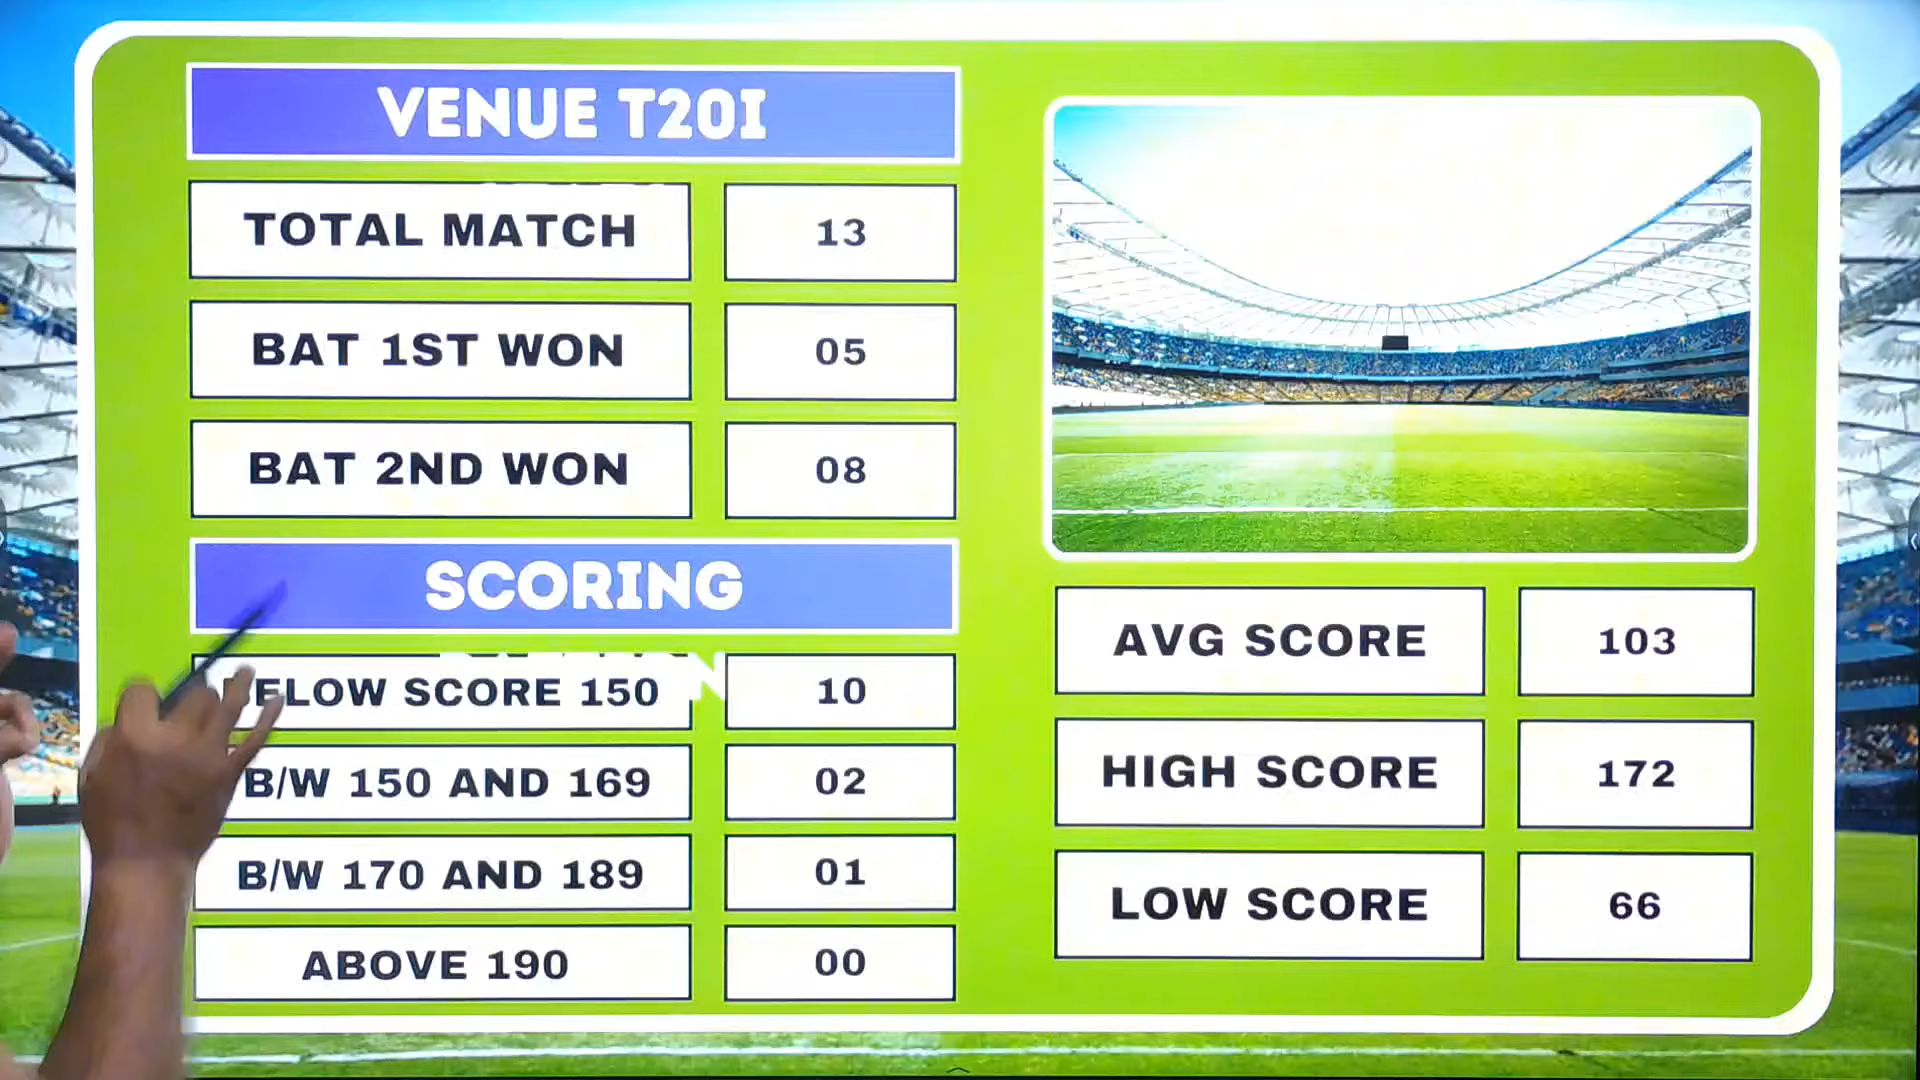 VENUE T20I
TOTAL MATCH 13
BAT 1ST WON 05
BAT 2ND WON 08
SCORING
BELOW SCORE 150 10
B/W 150 AND 169 02
B/W 170 AND 189 01
ABOVE 190 00
AVG SCORE 103
HIGH SCORE 172
LOW SCORE 66